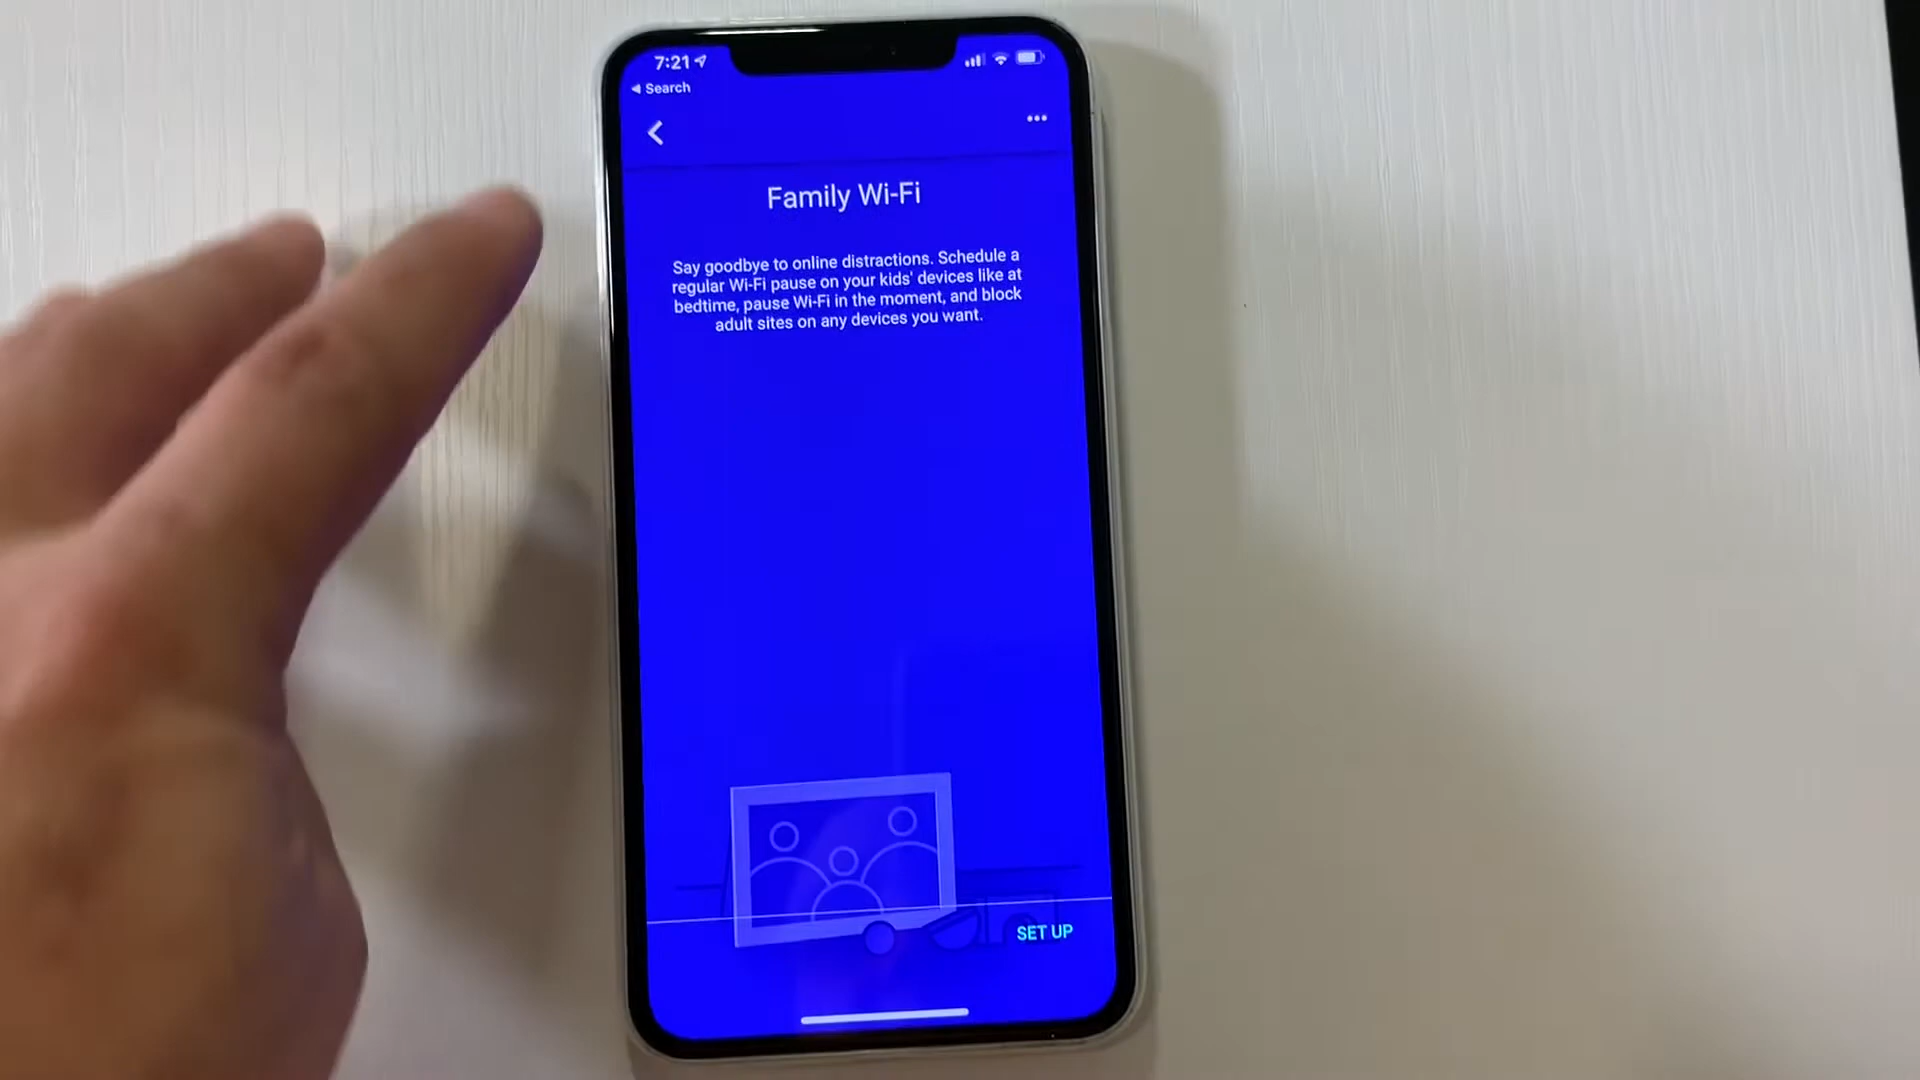 7:21
Search
Family Wi-Fi
Say goodbye to online distractions. Schedule a
regular Wi-Fi pause on your kids' devices like at
bedtime, pause Wi-Fi in the moment, and block
adult sites on any devices you want.
SET UP